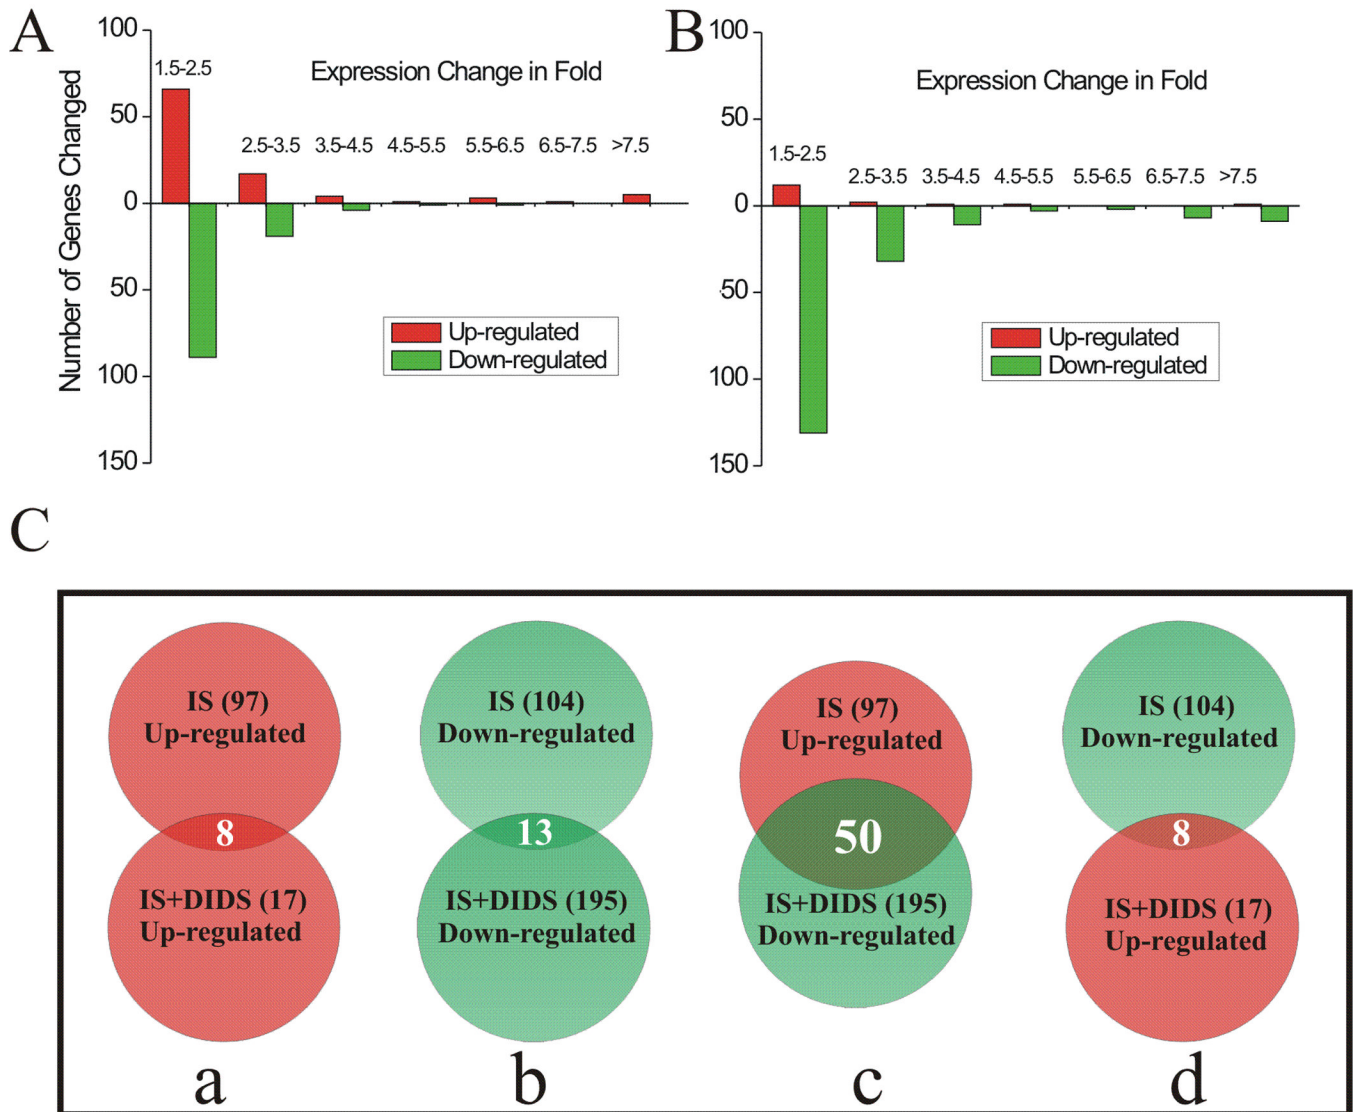 A
100
50
0
50
100
150
Number of Genes Changed
Expression Change in Fold
1.5-2.5
2.5-3.5 3.5-4.5 4.5-5.5 5.5-6.5 6.5-7.5 >7.5
Up-regulated
Down-regulated
B
100
50
0
50
100
150
Expression Change in Fold
1.5-2.5
2.5-3.5 3.5-4.5 4.5-5.5 5.5-6.5 6.5-7.5 >7.5
Up-regulated
Down-regulated
C
IS (97)
Up-regulated
8
IS+DIDS (17)
Up-regulated
a
IS (104)
Down-regulated
13
IS+DIDS (195)
Down-regulated
b
IS (97)
Up-regulated
50
IS+DIDS (195)
Down-regulated
c
IS (104)
Down-regulated
8
IS+DIDS (17)
Up-regulated
d